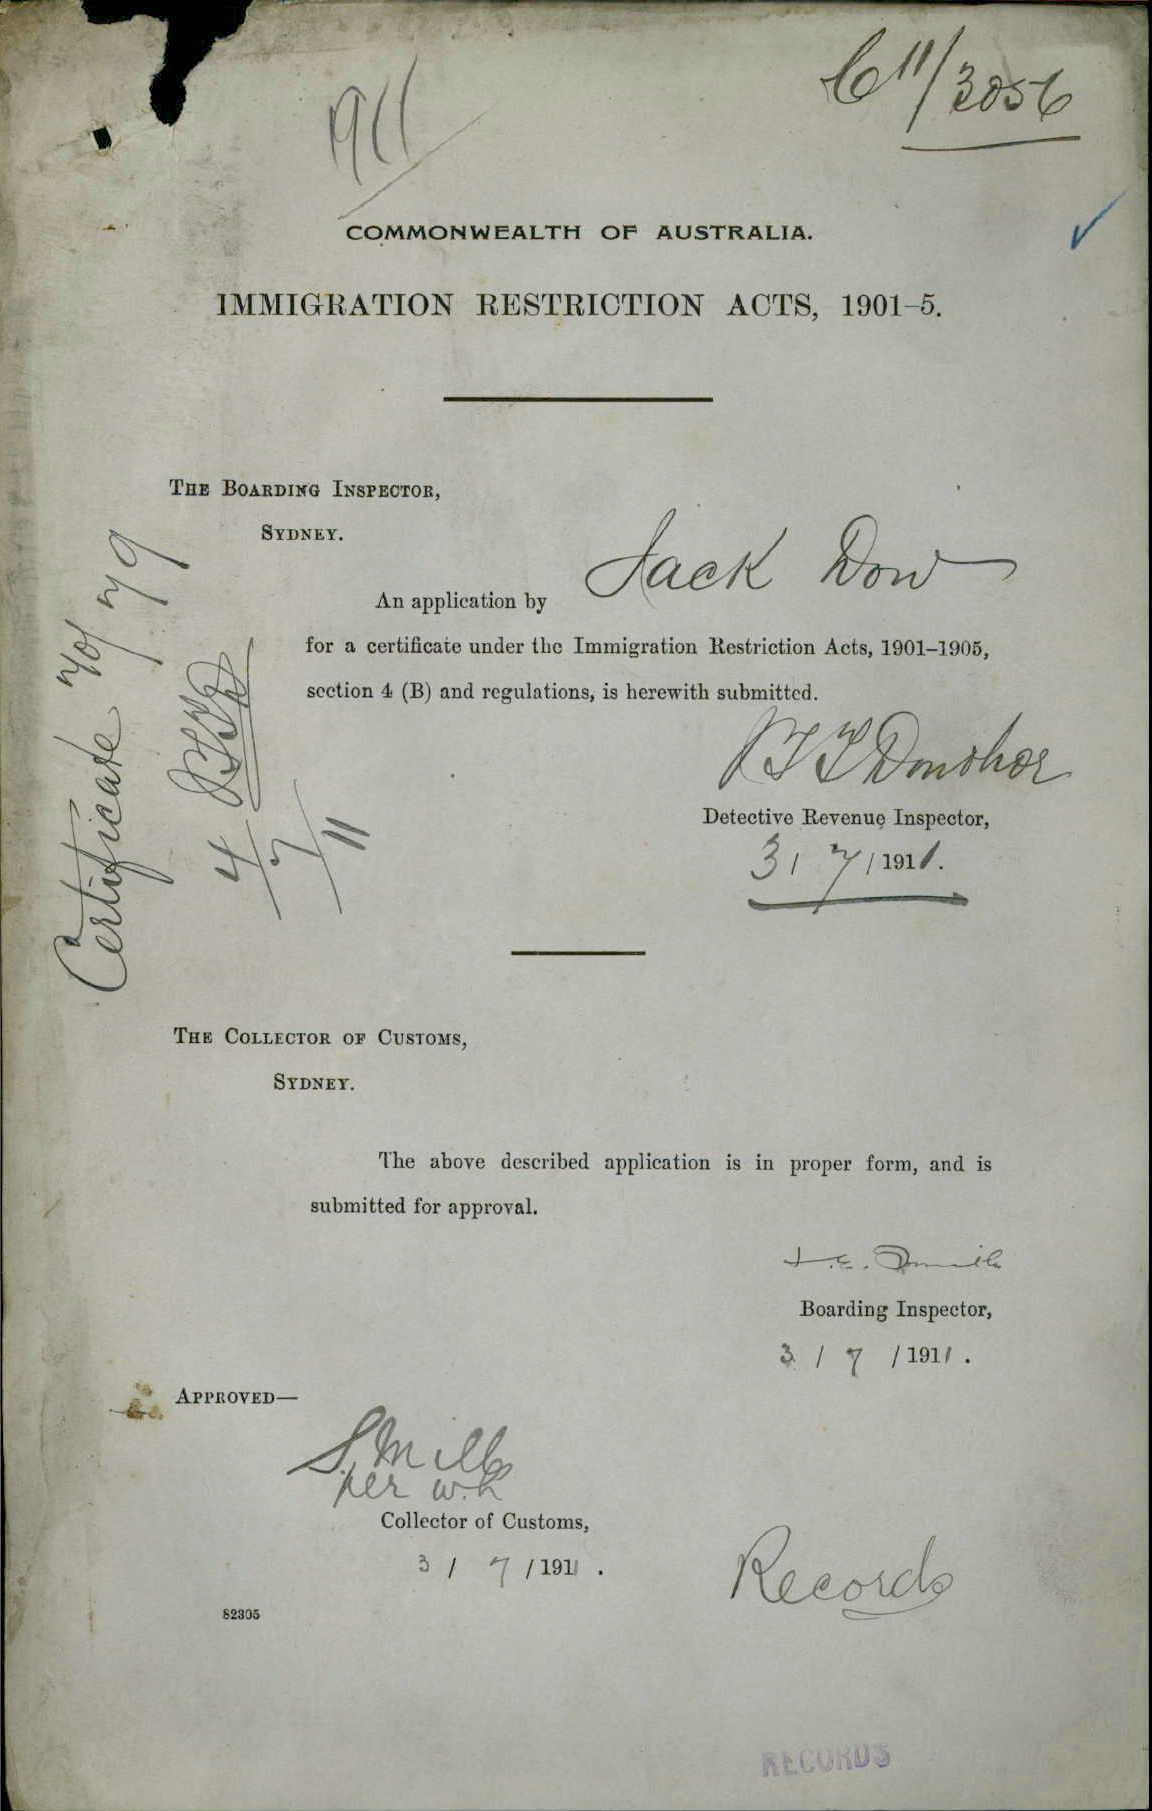 1911
C11/3056
COMMONWEALTH OF AUSTRALIA.
IMMIGRATION RESTRICTION ACTS, 1901–5.
THE BOARDING INSPECTOR,
SYDNEY.
An application by Jack Dow
for a certificate under the Immigration Restriction Acts, 1901–1905,
section 4 (B) and regulations, is herewith submitted.
Donohoe
Detective Revenue Inspector,
3 / 7 / 1911.
Certificate
4/7/11
THE COLLECTOR OF CUSTOMS,
SYDNEY.
The above described application is in proper form, and is
submitted for approval.
Boarding Inspector,
3 / 7 / 1911.
APPROVED—
S. Mills
per W.
Collector of Customs,
3 / 7 / 1911.
Records
82305
RECORDS